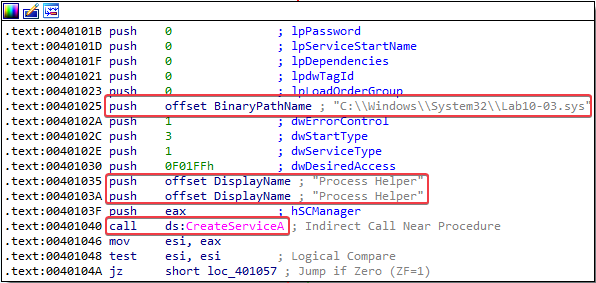 .text:0040101B push 0 ; lpPassword
.text:0040101D push 0 ; lpServiceStartName
.text:0040101F push 0 ; lpDependencies
.text:00401021 push 0 ; lpdwTagId
.text:00401023 push 0 ; lpLoadOrderGroup
.text:00401025 push offset BinaryPathName ; "C:\\Windows\\System32\\Lab10-03.sys"
.text:0040102A push 1 ; dwErrorControl
.text:0040102C push 3 ; dwStartType
.text:0040102E push 1 ; dwServiceType
.text:00401030 push 0F01FFh ; dwDesiredAccess
.text:00401035 push offset DisplayName ; "Process Helper"
.text:0040103A push offset DisplayName ; "Process Helper"
.text:0040103F push eax ; hSCManager
.text:00401040 call ds:CreateServiceA ; Indirect Call Near Procedure
.text:00401046 mov esi, eax
.text:00401048 test esi, esi ; Logical Compare
.text:0040104A jz short loc_401057 ; Jump if Zero (ZF=1)